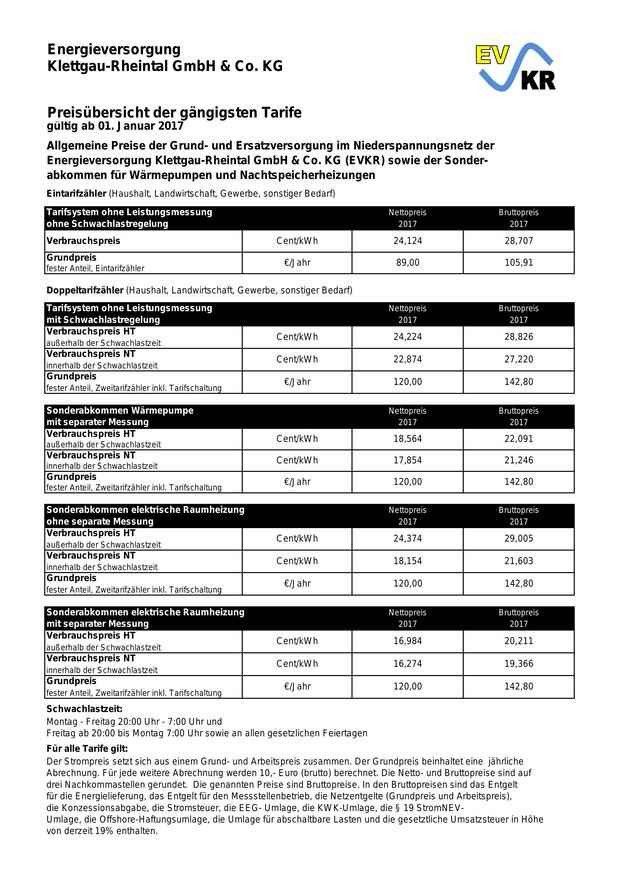 Energieversorgung
Klettgau-Rheintal GmbH & Co. KG
EV
KR
Preisübersicht der gängigsten Tarife
gültig ab 01. Januar 2017
Allgemeine Preise der Grund- und Ersatzversorgung im Niederspannungsnetz der
Energieversorgung Klettgau-Rheintal GmbH & Co. KG (EVKR) sowie der Sonder-
abkommen für Wärmepumpen und Nachtspeicherheizungen
Eintarifzähler (Haushalt, Landwirtschaft, Gewerbe, sonstiger Bedarf)
Tarifsystem ohne Leistungsmessung Nettopreis Bruttopreis
ohne Schwachlastregelung 2017 2017
Verbrauchspreis Cent/kWh 24,124 28,707
Grundpreis €/Jahr 89,00 105,91
fester Anteil, Eintarifzähler
Doppeltarifzähler (Haushalt, Landwirtschaft, Gewerbe, sonstiger Bedarf)
Tarifsystem ohne Leistungsmessung Nettopreis Bruttopreis
mit Schwachlastregelung 2017 2017
Verbrauchspreis HT Cent/kWh 24,224 28,826
außerhalb der Schwachlastzeit
Verbrauchspreis NT Cent/kWh 22,874 27,220
innerhalb der Schwachlastzeit
Grundpreis €/Jahr 120,00 142,80
fester Anteil, Zweitarifzähler inkl. Tarifschaltung
Sonderabkommen Wärmepumpe Nettopreis Bruttopreis
mit separater Messung 2017 2017
Verbrauchspreis HT Cent/kWh 18,564 22,091
außerhalb der Schwachlastzeit
Verbrauchspreis NT Cent/kWh 17,854 21,246
innerhalb der Schwachlastzeit
Grundpreis €/Jahr 120,00 142,80
fester Anteil, Zweitarifzähler inkl. Tarifschaltung
Sonderabkommen elektrische Raumheizung Nettopreis Bruttopreis
ohne separate Messung 2017 2017
Verbrauchspreis HT Cent/kWh 24,374 29,005
außerhalb der Schwachlastzeit
Verbrauchspreis NT Cent/kWh 18,154 21,603
innerhalb der Schwachlastzeit
Grundpreis €/Jahr 120,00 142,80
fester Anteil, Zweitarifzähler inkl. Tarifschaltung
Sonderabkommen elektrische Raumheizung Nettopreis Bruttopreis
mit separater Messung 2017 2017
Verbrauchspreis HT Cent/kWh 16,984 20,211
außerhalb der Schwachlastzeit
Verbrauchspreis NT Cent/kWh 16,274 19,366
innerhalb der Schwachlastzeit
Grundpreis €/Jahr 120,00 142,80
fester Anteil, Zweitarifzähler inkl. Tarifschaltung
Schwachlastzeit:
Montag - Freitag 20:00 Uhr - 7:00 Uhr und
Freitag ab 20:00 bis Montag 7:00 Uhr sowie an allen gesetzlichen Feiertagen
Für alle Tarife gilt:
Der Strompreis setzt sich aus einem Grund- und Arbeitspreis zusammen. Der Grundpreis beinhaltet eine jährliche
Abrechnung. Für jede weitere Abrechnung werden 10,- Euro (brutto) berechnet. Die Netto- und Bruttopreise sind auf
drei Nachkommastellen gerundet. Die genannten Preise sind Bruttopreise. In den Bruttopreisen sind das Entgelt
für die Energielieferung, das Entgelt für den Messstellenbetrieb, die Netzentgelte (Grundpreis und Arbeitspreis),
die Konzessionsabgabe, die Stromsteuer, die EEG- Umlage, die KWK-Umlage, die § 19 StromNEV-
Umlage, die Offshore-Haftungsumlage, die Umlage für abschaltbare Lasten und die gesetztliche Umsatzsteuer in Höhe
von derzeit 19% enthalten.